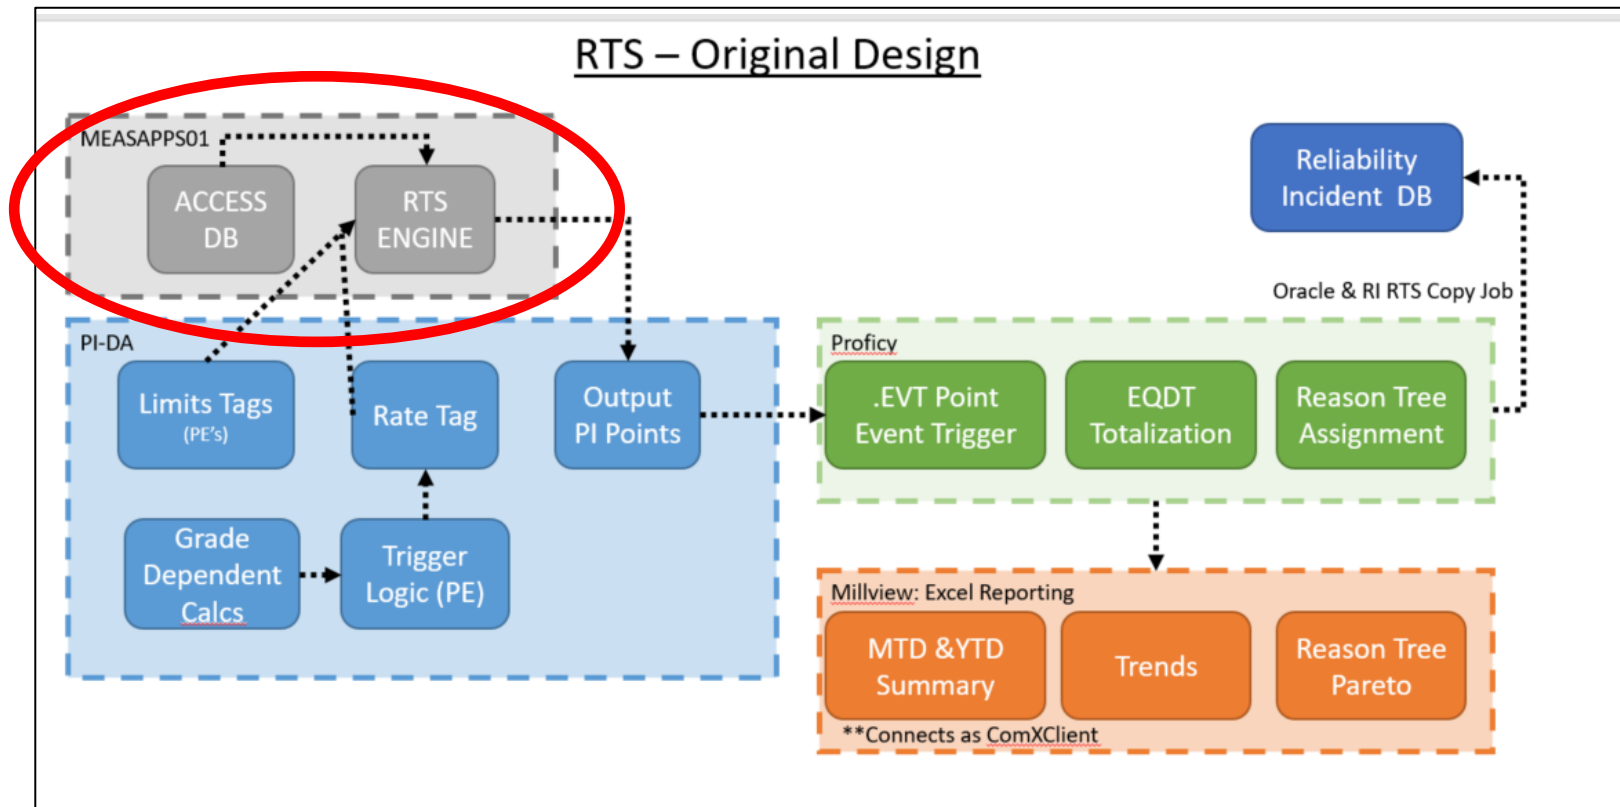 RTS – Original Design
MEASAPPS01
ACCESS
DB
RTS
ENGINE
Reliability
Incident DB
Oracle & RI RTS Copy Job
PI-DA
Limits Tags
(PE's)
Rate Tag
Output
PI Points
Grade
Dependent
Calcs
Trigger
Logic (PE)
Proficy
.EVT Point
Event Trigger
EQDT
Totalization
Reason Tree
Assignment
Millview: Excel Reporting
MTD &YTD
Summary
Trends
Reason Tree
Pareto
**Connects as ComXClient